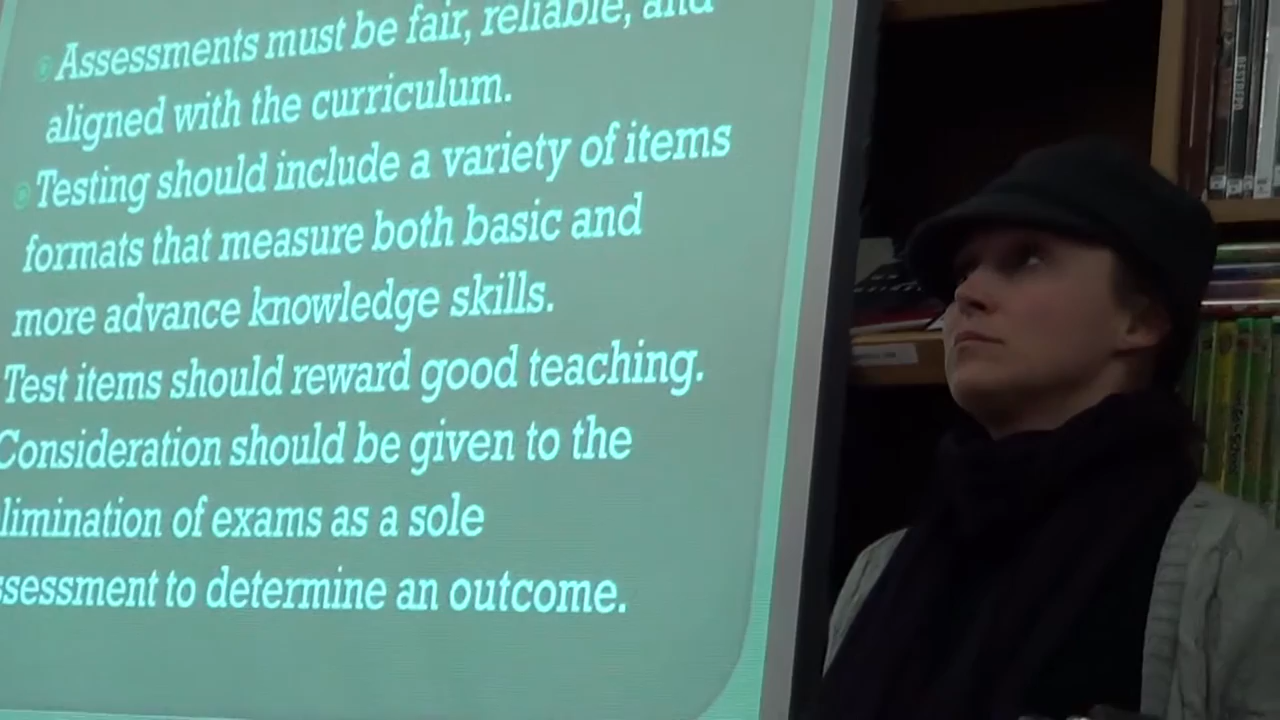 Assessments must be fair, reliable, and
aligned with the curriculum.
Testing should include a variety of items
formats that measure both basic and
more advance knowledge skills.
Test items should reward good teaching.
Consideration should be given to the
limination of exams as a sole
ssessment to determine an outcome.
RESTREPO